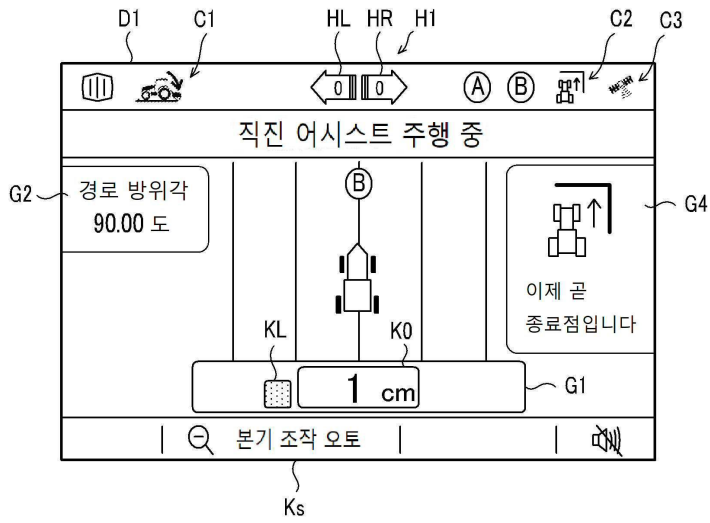 D1 C1 HL HR H1 C2 C3
0 0 A B
직진 어시스트 주행 중
G2 경로 방위각
90.00 도
B
G4
이제 곧
종료점입니다
KL K0
1 cm
G1
본기 조작 오토
Ks